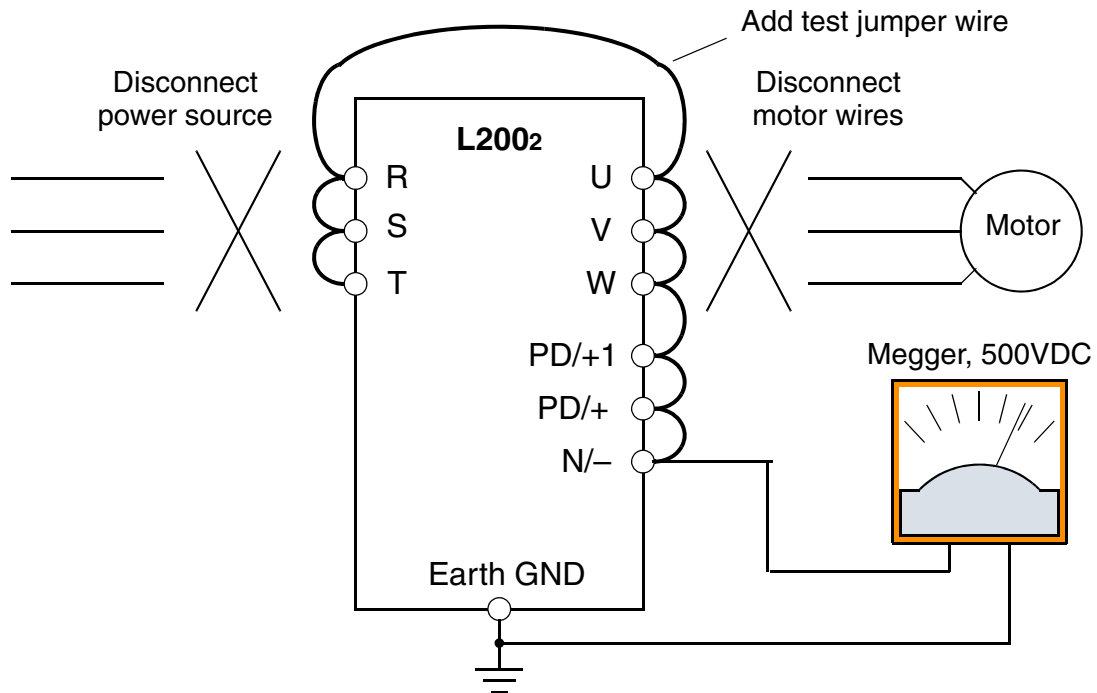 Add test jumper wire
Disconnect
power source
Disconnect
motor wires
L2002
R
U
S
V
Motor
T
W
PD/+1
Megger, 500VDC
PD/+
N/–
Earth GND